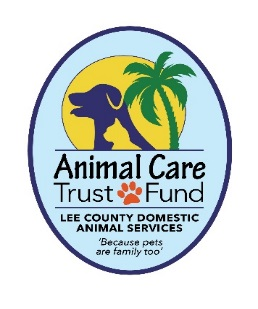 Animal Care
Trust Fund
LEE COUNTY DOMESTIC
ANIMAL SERVICES
'Because pets
are family too'